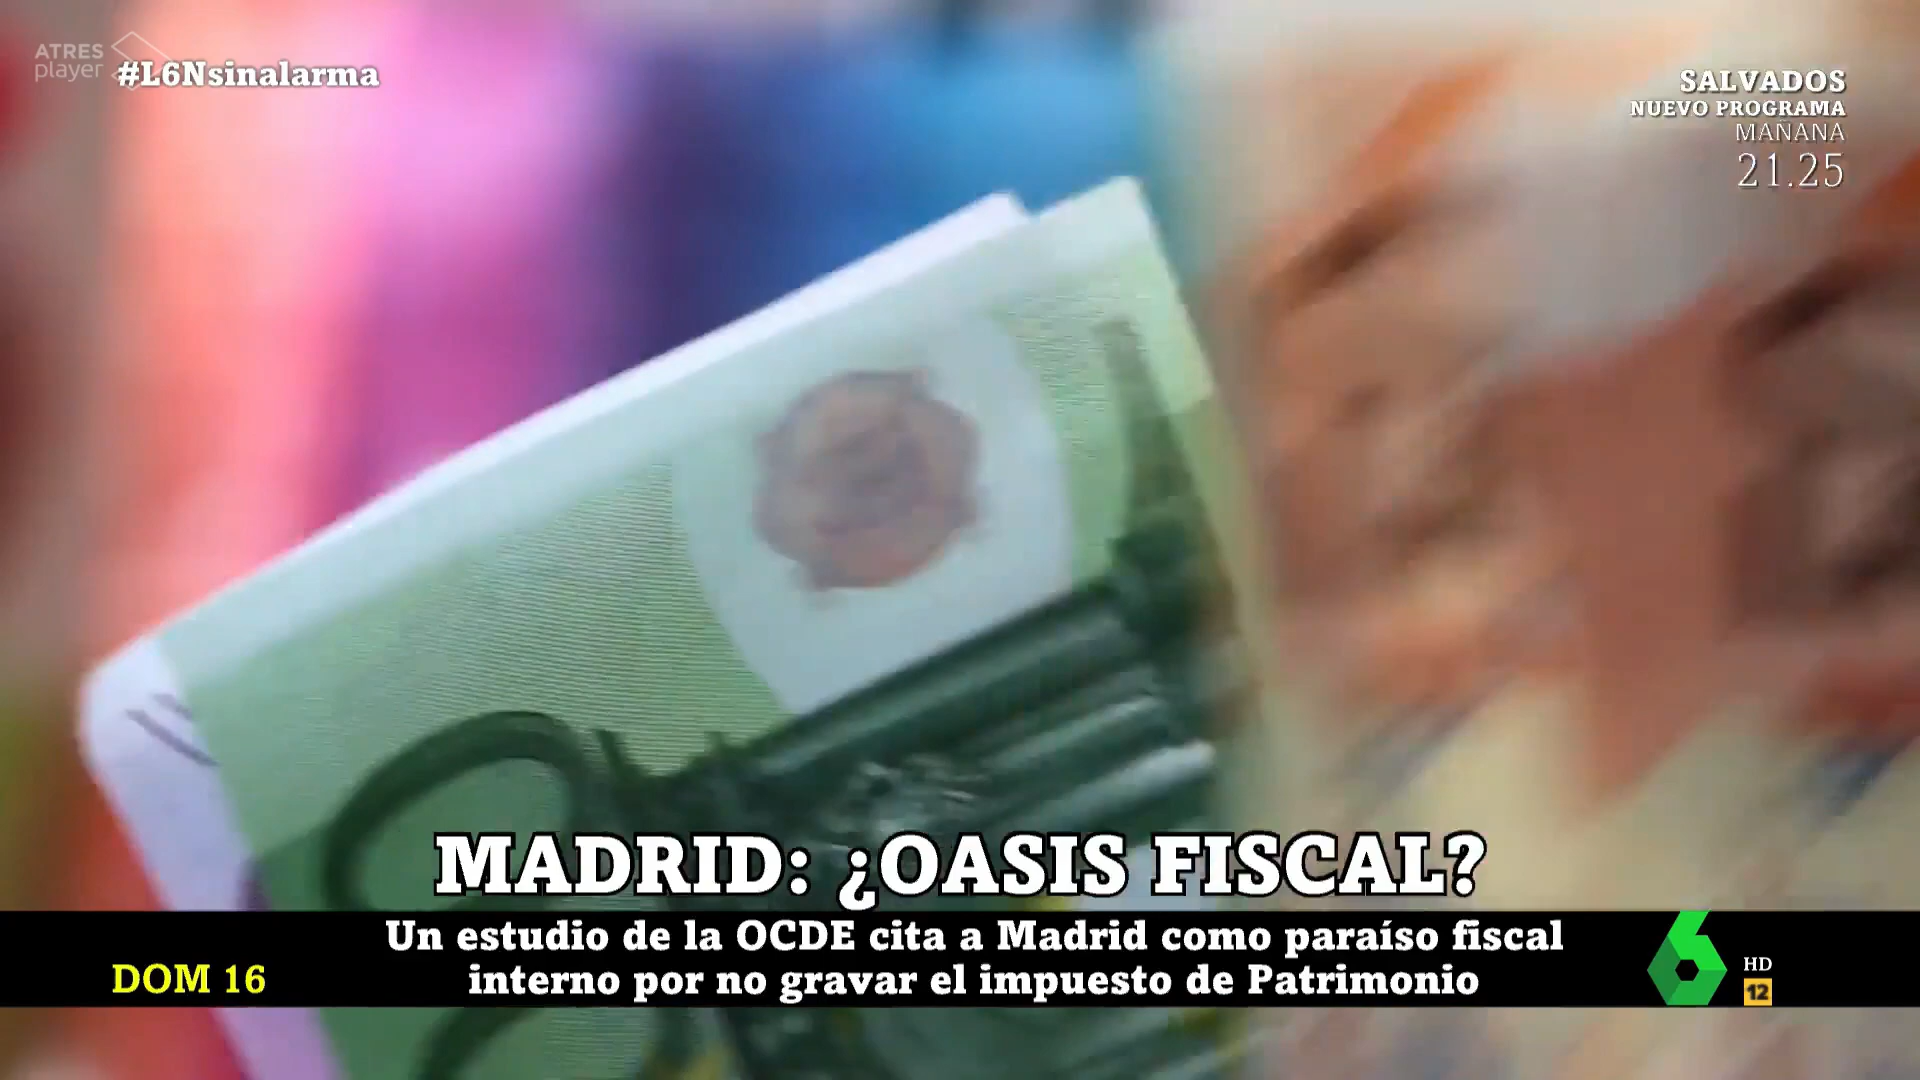 ATRES
player
#L6Nsinalarma
SALVADOS
NUEVO PROGRAMA
MAÑANA
21.25
MADRID: ¿OASIS FISCAL?
Un estudio de la OCDE cita a Madrid como paraíso fiscal
interno por no gravar el impuesto de Patrimonio
DOM 16
6
HD
12